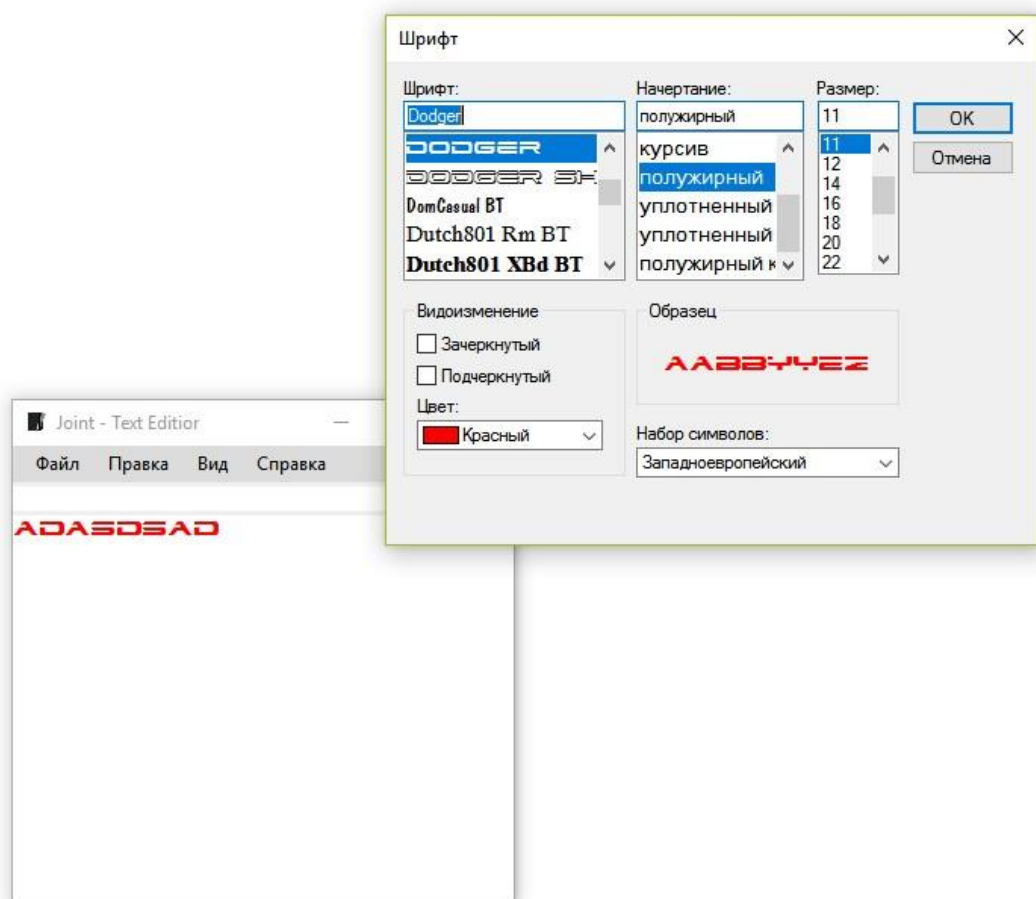 Шрифт
Шрифт:
Dodger
DODGER
DODGER SH
DomCasual BT
Dutch801 Rm BT
Dutch801 XBd BT
Начертание:
полужирный
курсив
полужирный
уплотненный
уплотненный
полужирный к
Размер:
11
11
12
14
16
18
20
22
OK
Отмена
Видоизменение
Зачеркнутый
Подчеркнутый
Цвет:
Красный
Образец
AABBYYEZ
Набор символов:
Западноевропейский
Joint - Text Editior
Файл Правка Вид Справка
ADASDSAD